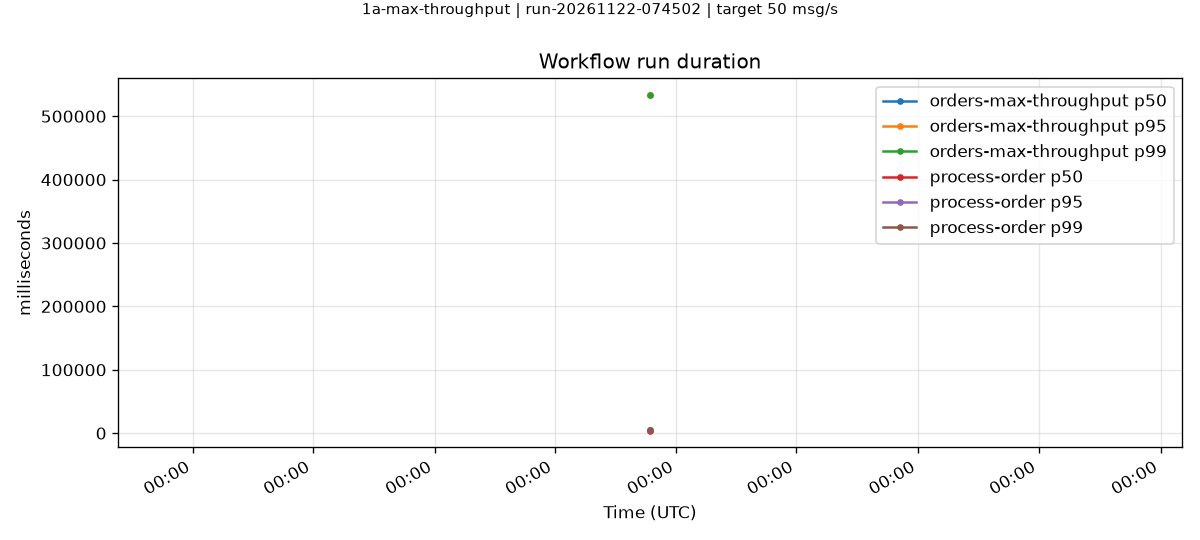 1a-max-throughput | run-20261122-074502 | target 50 msg/s
Workflow run duration
orders-max-throughput p50
orders-max-throughput p95
orders-max-throughput p99
process-order p50
process-order p95
process-order p99
500000
400000
300000
200000
100000
0
milliseconds
00:00 00:00 00:00 00:00 00:00 00:00 00:00 00:00 00:00
Time (UTC)